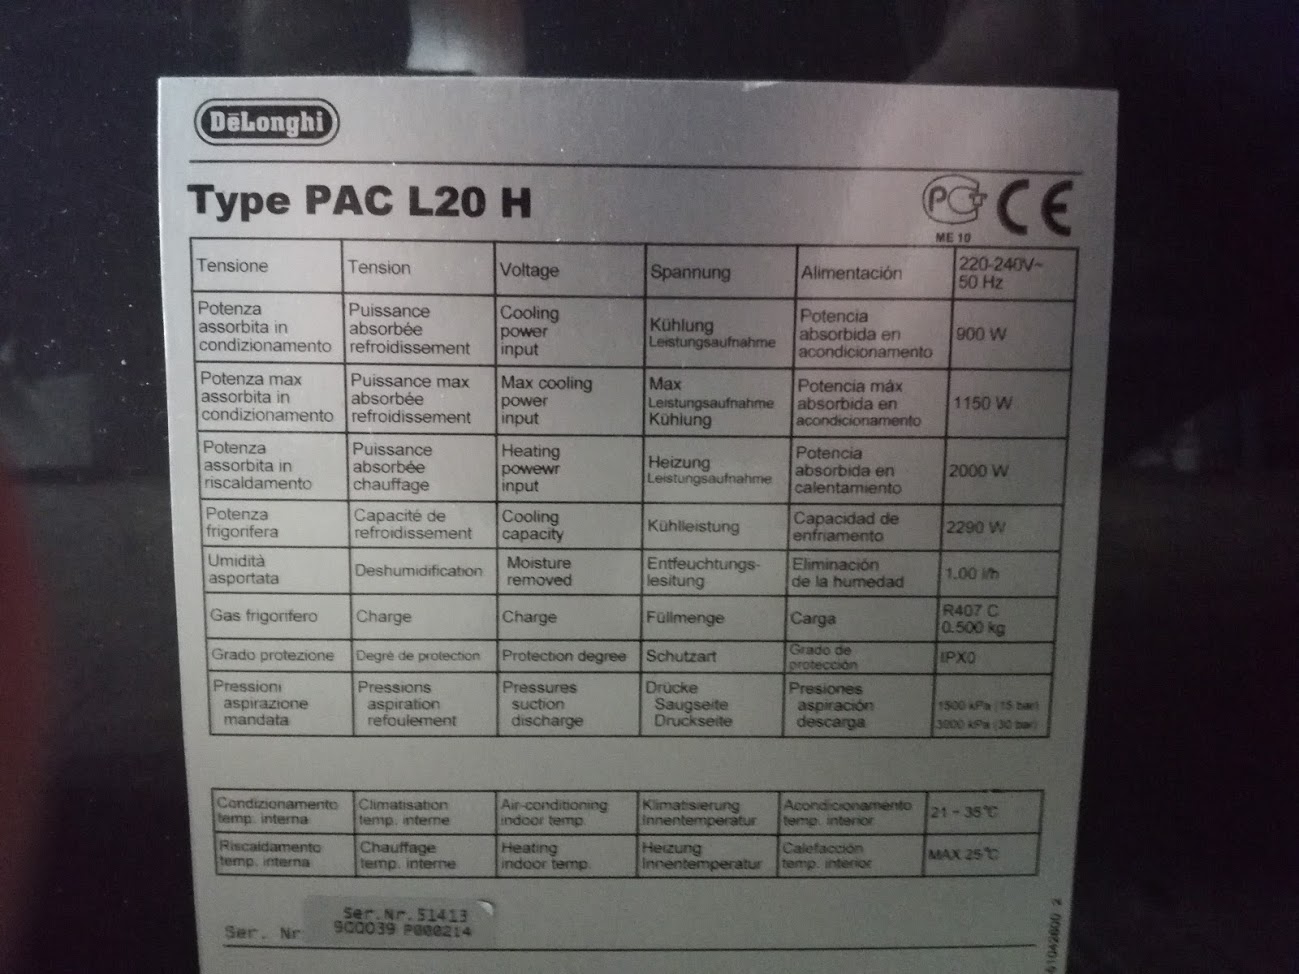 DēLonghi
Type PAC L20 H
PC+ CE
ME 10
Tensione Tension Voltage Spannung Alimentación 220-240V~ 50 Hz
Potenza assorbita in condizionamento Puissance absorbée refroidissement Cooling power input Kühlung Leistungsaufnahme Potencia absorbida en acondicionamento 900 W
Potenza max assorbita in condizionamento Puissance max absorbée refroidissement Max cooling power input Max Leistungsaufnahme Kühlung Potencia máx absorbida en acondicionamento 1150 W
Potenza assorbita in riscaldamento Puissance absorbée chauffage Heating powewr input Heizung Leistungsaufnahme Potencia absorbida en calentamiento 2000 W
Potenza frigorifera Capacité de refroidissement Cooling capacity Kühlleistung Capacidad de enfriamento 2290 W
Umidità asportata Deshumidification Moisture removed Entfeuchtungs-lesitung Eliminación de la humedad 1.00 l/h
Gas frigorifero Charge Charge Füllmenge Carga R407 C 0.500 kg
Grado protezione Degrè de protection Protection degree Schutzart Grado de protección IPX0
Pressioni aspirazione mandata Pressions aspiration refoulement Pressures suction discharge Drücke Saugseite Druckseite Presiones aspiración descarga 1500 kPa (15 bar) 3000 kPa (30 bar)
Condizionamento temp. interna Climatisation temp. interne Air-conditioning indoor temp. Klimatisierung Innentemperatur Acondicionamento temp. interior 21 - 35°C
Riscaldamento temp. interna Chauffage temp. interne Heating indoor temp. Heizung Innentemperatur Calefacción temp. interior MAX 25°C
Ser. Nr.
Ser.Nr.51413
900039 P000214